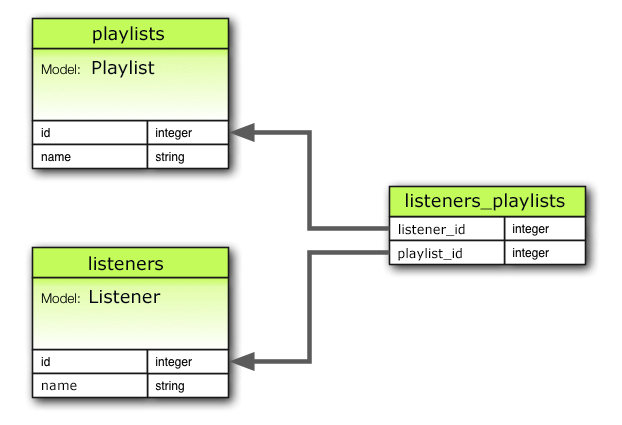 playlists
Model: Playlist
id integer
name string
listeners_playlists
listener_id integer
playlist_id integer
listeners
Model: Listener
id integer
name string